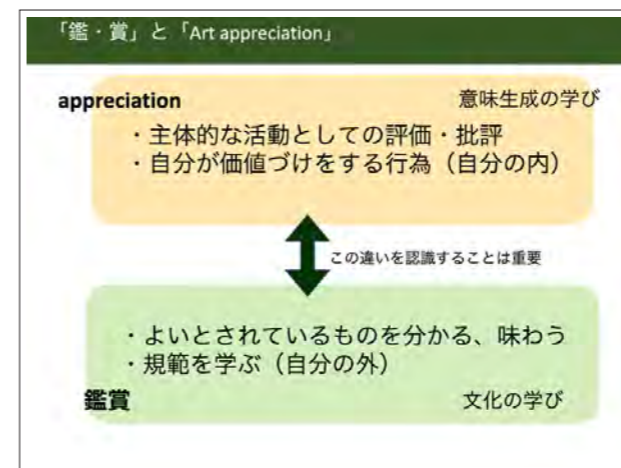 「鑑・賞」と「Art appreciation」
appreciation
意味生成の学び
・主体的な活動としての評価・批評
・自分が価値づけをする行為（自分の内）
この違いを認識することは重要
・よいとされているものを分かる、味わう
・規範を学ぶ（自分の外）
鑑賞
文化の学び